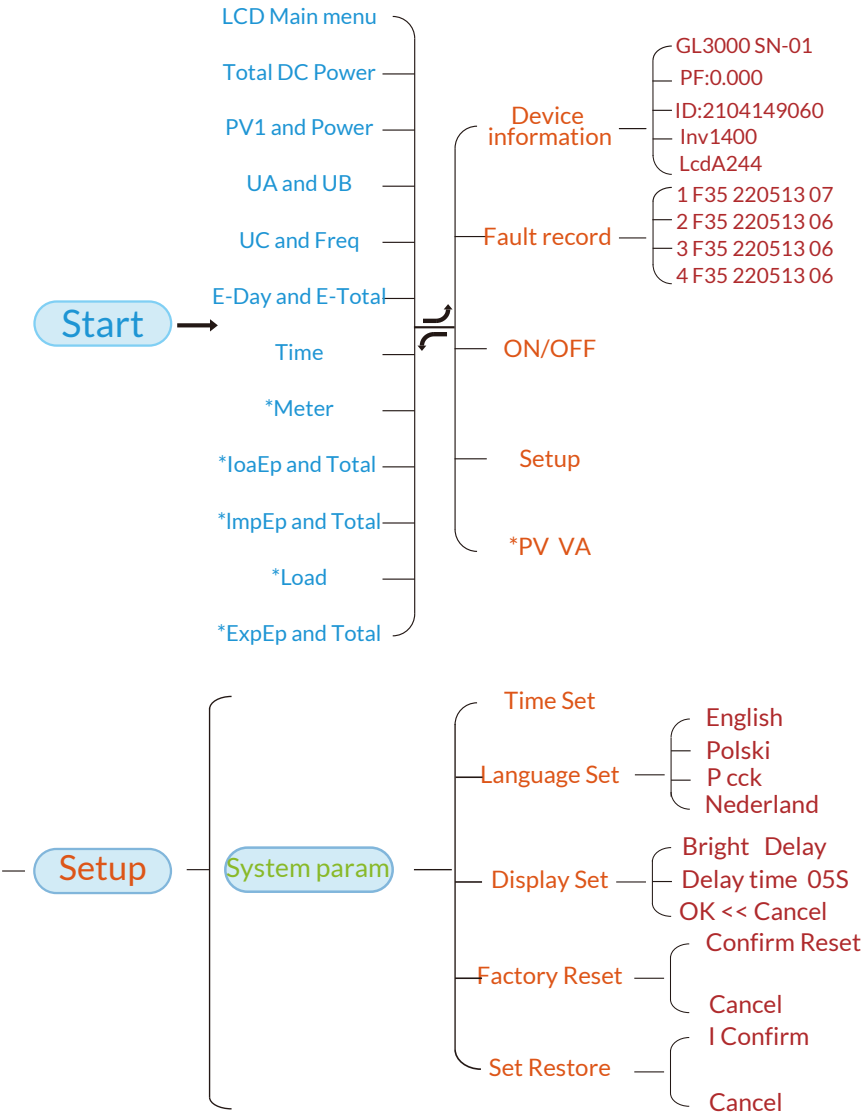 LCD Main menu
Total DC Power
PV1 and Power
UA and UB
UC and Freq
E-Day and E-Total
Start
Time
*Meter
*IoaEp and Total
*ImpEp and Total
*Load
*ExpEp and Total
Device
information
GL3000 SN-01
PF:0.000
ID:2104149060
Inv1400
LcdA244
Fault record
1 F35 220513 07
2 F35 220513 06
3 F35 220513 06
4 F35 220513 06
ON/OFF
Setup
*PV VA
Setup
System param
Time Set
Language Set
English
Polski
P cck
Nederland
Display Set
Bright Delay
Delay time 05S
OK << Cancel
Factory Reset
Confirm Reset
Cancel
Set Restore
I Confirm
Cancel